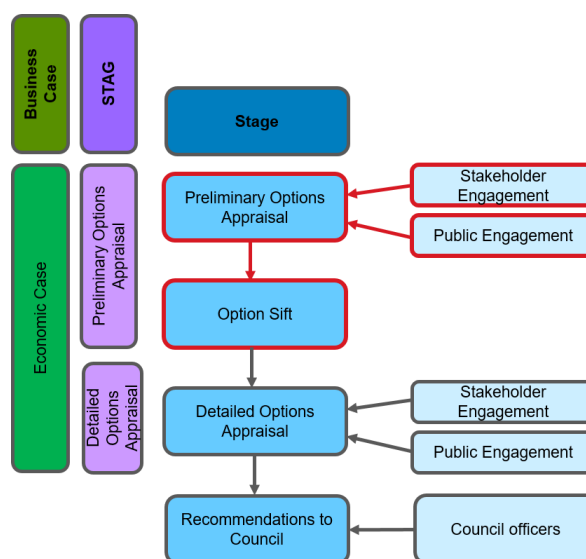 Business
Case
STAG
Stage
Economic Case
Preliminary Options
Appraisal
Preliminary Options
Appraisal
Stakeholder
Engagement
Public Engagement
Option Sift
Detailed
Options
Appraisal
Detailed Options
Appraisal
Stakeholder
Engagement
Public Engagement
Recommendations to
Council
Council officers